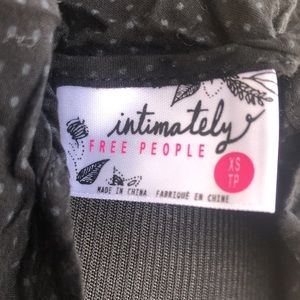 intimately
FREE PEOPLE
XS
TP
MADE IN CHINA FABRIQUÉ EN CHINE